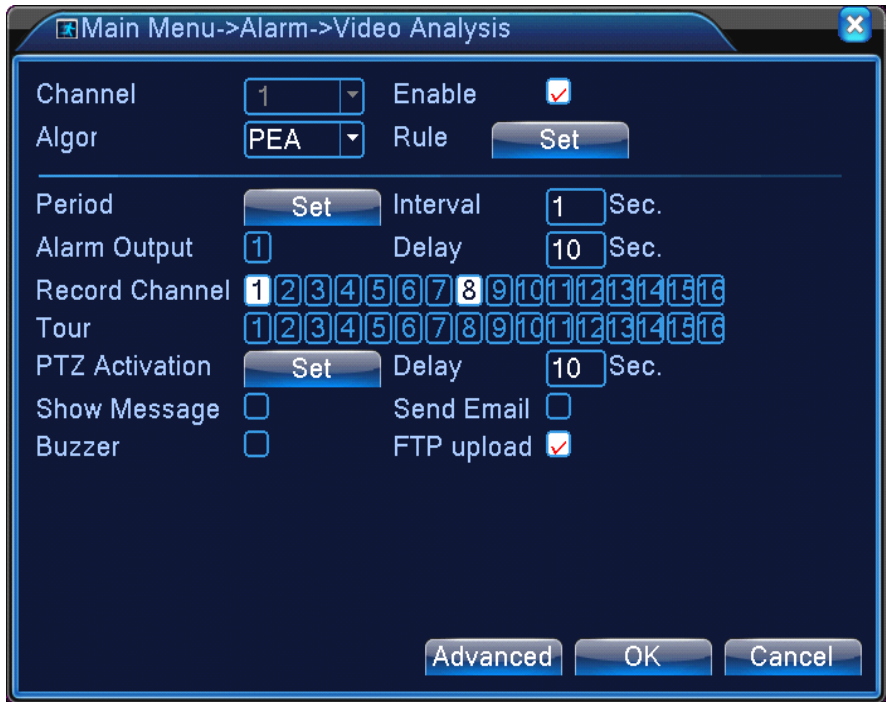 Main Menu->Alarm->Video Analysis
Channel 1 Enable
Algor PEA Rule Set
Period Set Interval 1 Sec.
Alarm Output 1 Delay 10 Sec.
Record Channel 1 2 3 4 5 6 7 8 9 10 11 12 13 14 15 16
Tour 1 2 3 4 5 6 7 8 9 10 11 12 13 14 15 16
PTZ Activation Set Delay 10 Sec.
Show Message Send Email
Buzzer FTP upload
Advanced OK Cancel